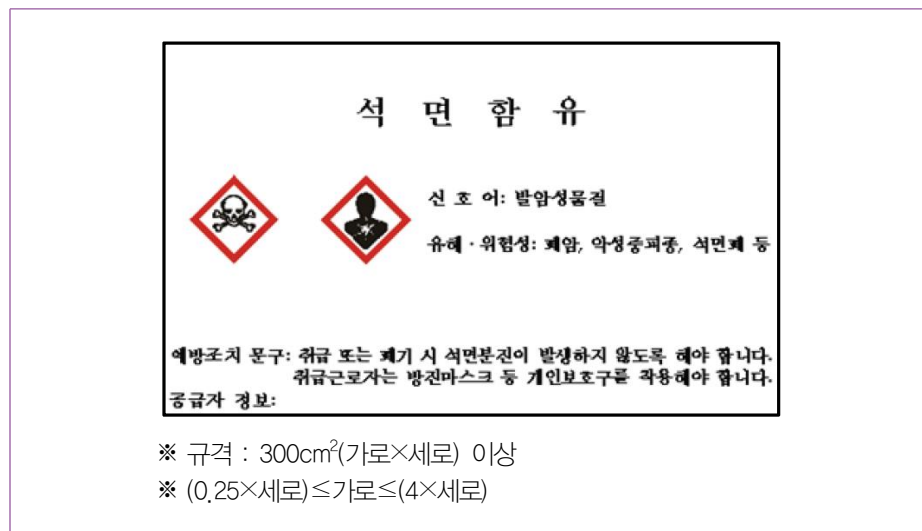 석 면 함 유
신 호 어: 발암성물질
유해 · 위험성: 폐암, 악성중피종, 석면폐 등
예방조치 문구: 취급 또는 폐기 시 석면분진이 발생하지 않도록 해야 합니다.
취급근로자는 방진마스크 등 개인보호구를 착용해야 합니다.
공급자 정보:
※ 규격 : 300cm²(가로×세로) 이상
※ (0.25×세로)≤가로≤(4×세로)